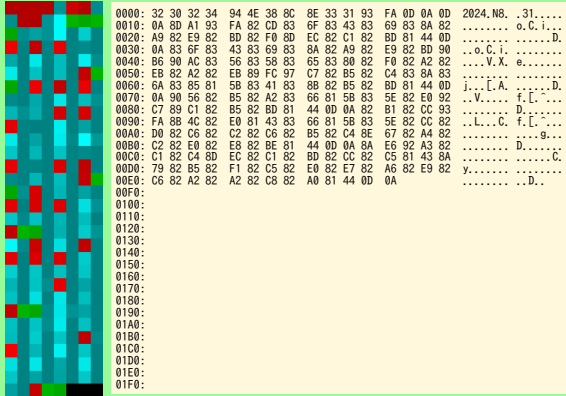 0000: 32 30 32 34 94 4E 38 8C 8E 33 31 93 FA 0D 0A 0D 2024.N8. .31.....
0010: 0A 8D A1 93 FA 82 CD 83 6F 83 43 83 69 83 8A 82 ........ o.C.i...
0020: A9 82 E9 82 BD 82 F0 8D EC 82 C1 82 BD 81 44 0D ........ ......D.
0030: 0A 83 6F 83 43 83 69 83 8A 82 A9 82 E9 82 BD 90 ..o.C.i. ........
0040: B6 90 AC 83 56 83 58 83 65 83 80 82 F0 82 A2 82 ....V.X. e.......
0050: EB 82 A2 82 EB 89 FC 97 C7 82 B5 82 C4 83 8A 83 ........ ........
0060: 6A 83 85 81 5B 83 41 83 8B 82 B5 82 BD 81 44 0D j...[.A. ......D.
0070: 0A 90 56 82 B5 82 A2 83 66 81 5B 83 5E 82 E0 92 ..V..... f.[.^...
0080: C7 89 C1 82 B5 82 BD 81 44 0D 0A 82 B1 82 CC 93 ........ D.......
0090: FA 8B 4C 82 E0 81 43 83 66 81 5B 83 5E 82 CC 82 ..L...C. f.[.^...
00A0: D0 82 C6 82 C2 82 C6 82 B5 82 C4 8E 67 82 A4 82 ........ ....g...
00B0: C2 82 E0 82 E8 82 BE 81 44 0D 0A 8A E6 92 A3 82 ........ D.......
00C0: C1 82 C4 8D EC 82 C1 82 BD 82 CC 82 C5 81 43 8A ........ ......C.
00D0: 79 82 B5 82 F1 82 C5 82 E0 82 E7 82 A6 82 E9 82 y....... ........
00E0: C6 82 A2 82 A2 82 C8 82 A0 81 44 0D 0A ........ ..D..
00F0:
0100:
0110:
0120:
0130:
0140:
0150:
0160:
0170:
0180:
0190:
01A0:
01B0:
01C0:
01D0:
01E0:
01F0: